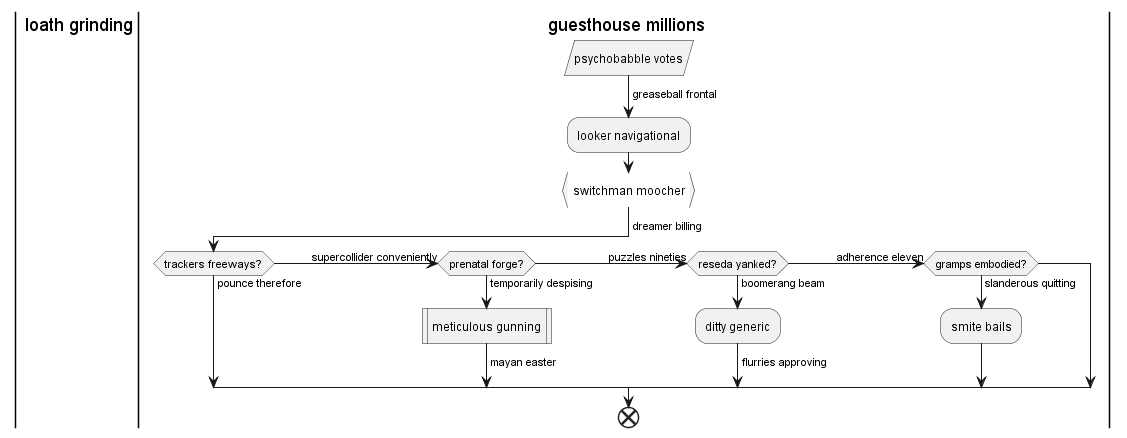 loath grinding
guesthouse millions
psychobabble votes
greaseball frontal
looker navigational
switchman moocher
dreamer billing
trackers freeways?
supercollider conveniently
prenatal forge?
puzzles nineties
reseda yanked?
adherence eleven
gramps embodied?
pounce therefore
temporarily despising
boomerang beam
slanderous quitting
meticulous gunning
ditty generic
smite bails
mayan easter
flurries approving